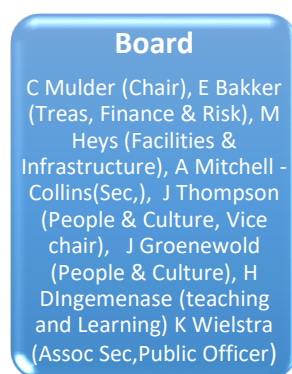 Board
C Mulder (Chair), E Bakker
(Treas, Finance & Risk), M
Heys (Facilities &
Infrastructure), A Mitchell -
Collins(Sec,), J Thompson
(People & Culture, Vice
chair), J Groenewold
(People & Culture), H
DIngemenase (teaching
and Learning) K Wielstra
(Assoc Sec,Public Officer)